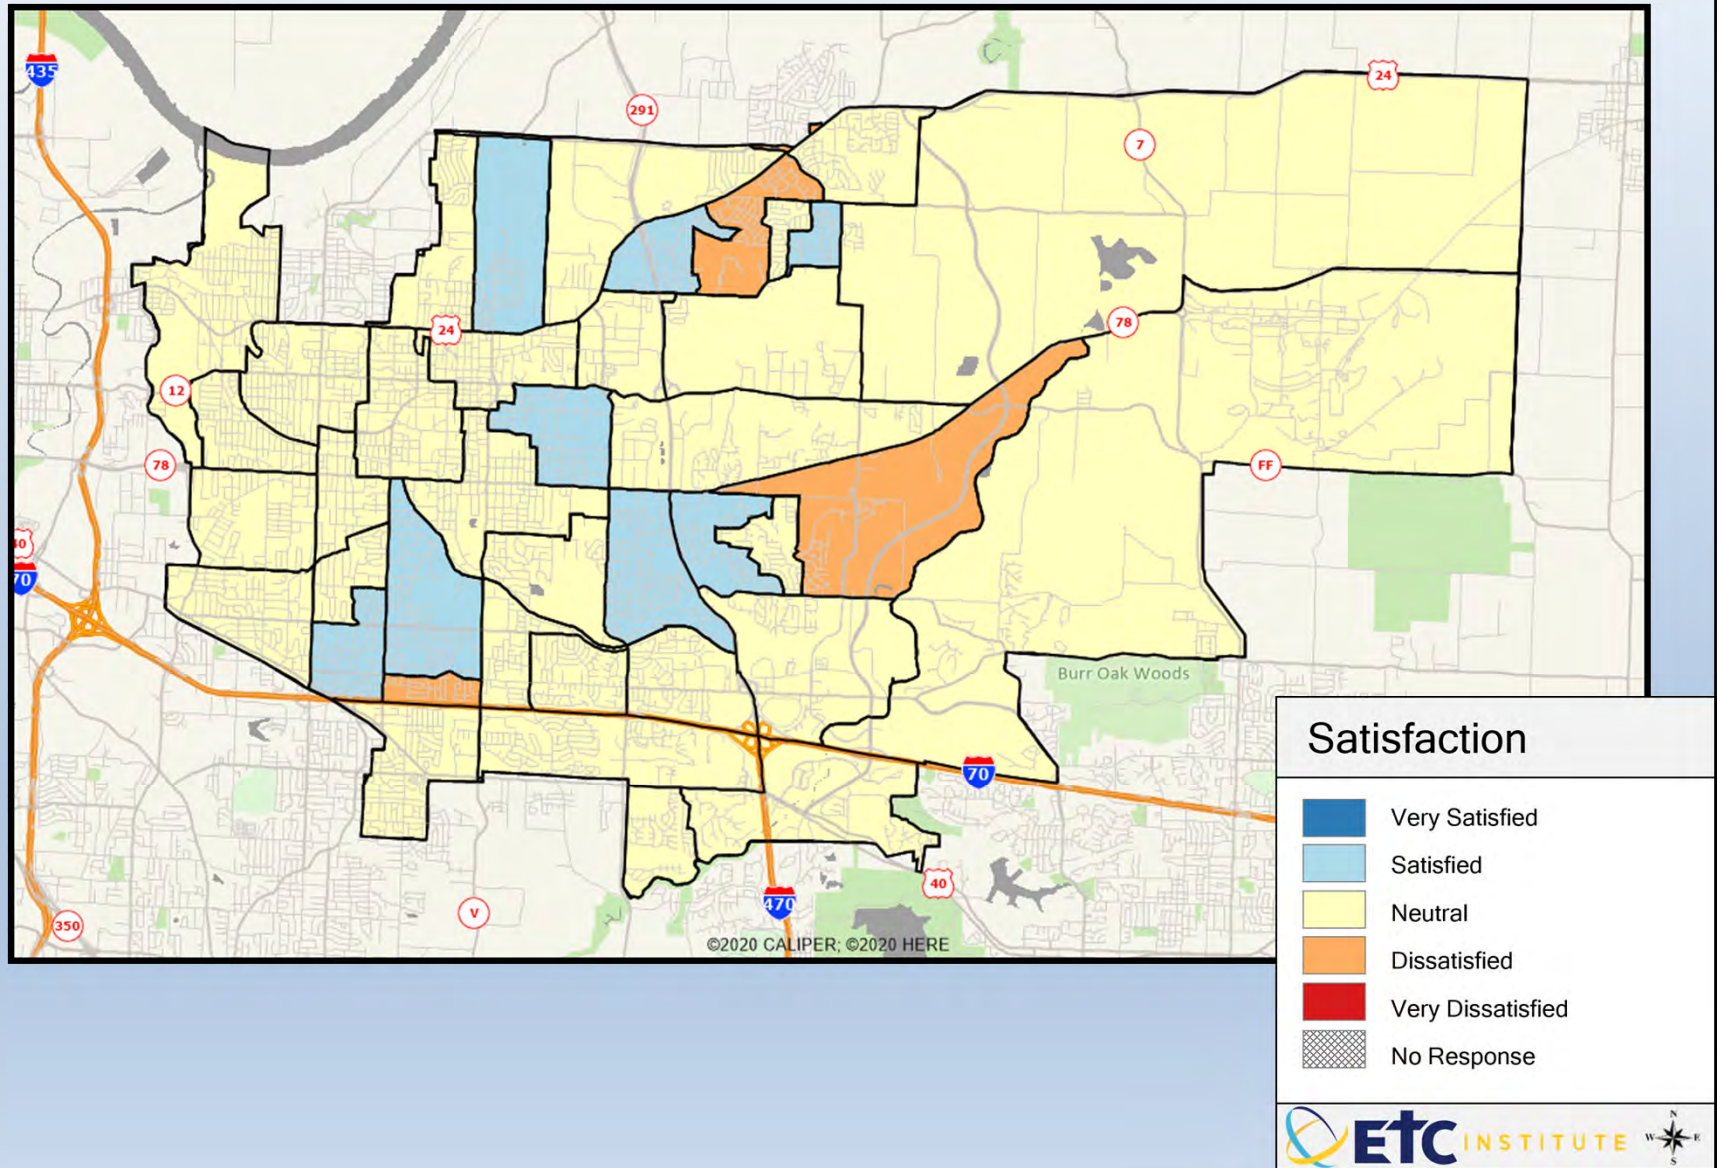 435
291
24
7
24
78
12
78
FF
40
70
Burr Oak Woods
70
40
470
V
350
©2020 CALIPER; ©2020 HERE
Satisfaction
Very Satisfied
Satisfied
Neutral
Dissatisfied
Very Dissatisfied
No Response
ETC INSTITUTE
N
W E
S